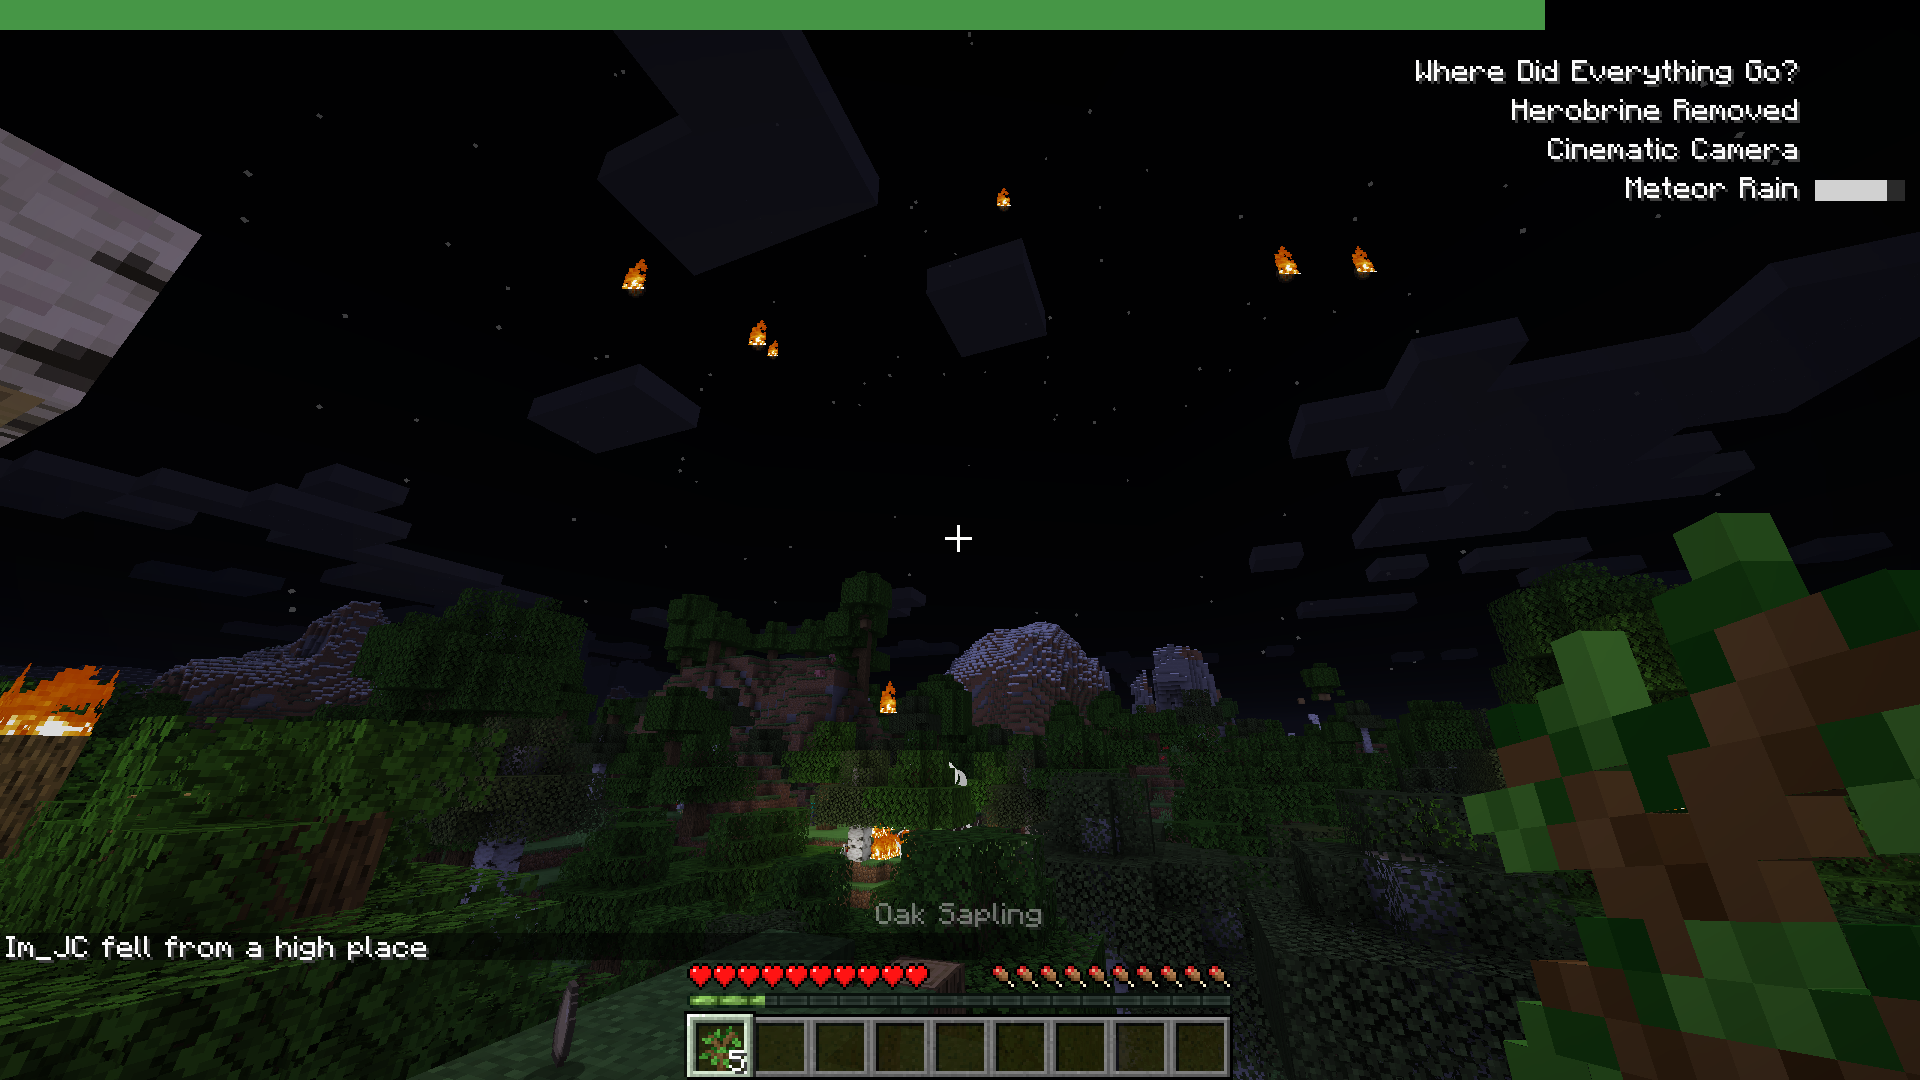 Where Did Everything Go?
Herobrine Removed
Cinematic Camera
Meteor Rain
Oak Sapling
Im_JC fell from a high place
5